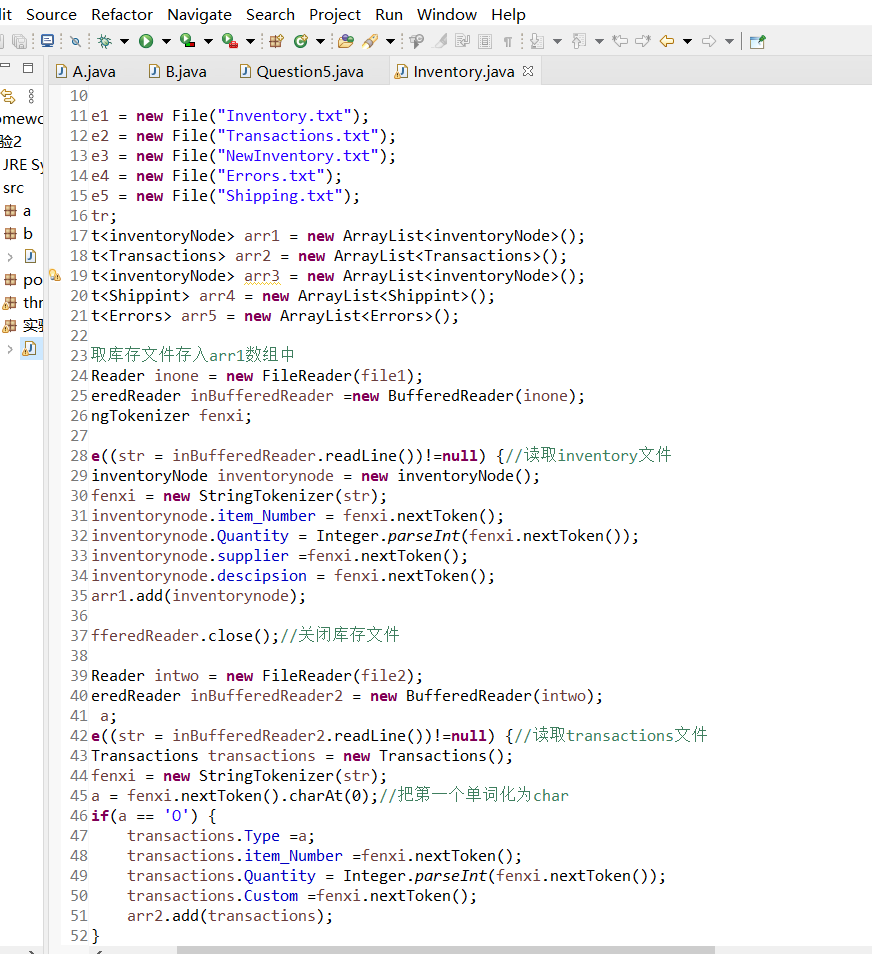 lit Source Refactor Navigate Search Project Run Window Help
A.java B.java Question5.java Inventory.java
omewo
验2
JRE Sy
src
a
b
po
thr
实验
10
11 e1 = new File("Inventory.txt");
12 e2 = new File("Transactions.txt");
13 e3 = new File("NewInventory.txt");
14 e4 = new File("Errors.txt");
15 e5 = new File("Shipping.txt");
16 tr;
17 t<inventoryNode> arr1 = new ArrayList<inventoryNode>();
18 t<Transactions> arr2 = new ArrayList<Transactions>();
19 t<inventoryNode> arr3 = new ArrayList<inventoryNode>();
20 t<Shippint> arr4 = new ArrayList<Shippint>();
21 t<Errors> arr5 = new ArrayList<Errors>();
22
23 取库存文件存入arr1数组中
24 Reader inone = new FileReader(file1);
25 eredReader inBufferedReader =new BufferedReader(inone);
26 ngTokenizer fenxi;
27
28 e((str = inBufferedReader.readLine())!=null) {//读取inventory文件
29 inventoryNode inventorynode = new inventoryNode();
30 fenxi = new StringTokenizer(str);
31 inventorynode.item_Number = fenxi.nextToken();
32 inventorynode.Quantity = Integer.parseInt(fenxi.nextToken());
33 inventorynode.supplier =fenxi.nextToken();
34 inventorynode.descipsion = fenxi.nextToken();
35 arr1.add(inventorynode);
36
37 fferedReader.close();//关闭库存文件
38
39 Reader intwo = new FileReader(file2);
40 eredReader inBufferedReader2 = new BufferedReader(intwo);
41 a;
42 e((str = inBufferedReader2.readLine())!=null) {//读取transactions文件
43 Transactions transactions = new Transactions();
44 fenxi = new StringTokenizer(str);
45 a = fenxi.nextToken().charAt(0);//把第一个单词化为char
46 if(a == 'O') {
47 transactions.Type =a;
48 transactions.item_Number =fenxi.nextToken();
49 transactions.Quantity = Integer.parseInt(fenxi.nextToken());
50 transactions.Custom =fenxi.nextToken();
51 arr2.add(transactions);
52 }